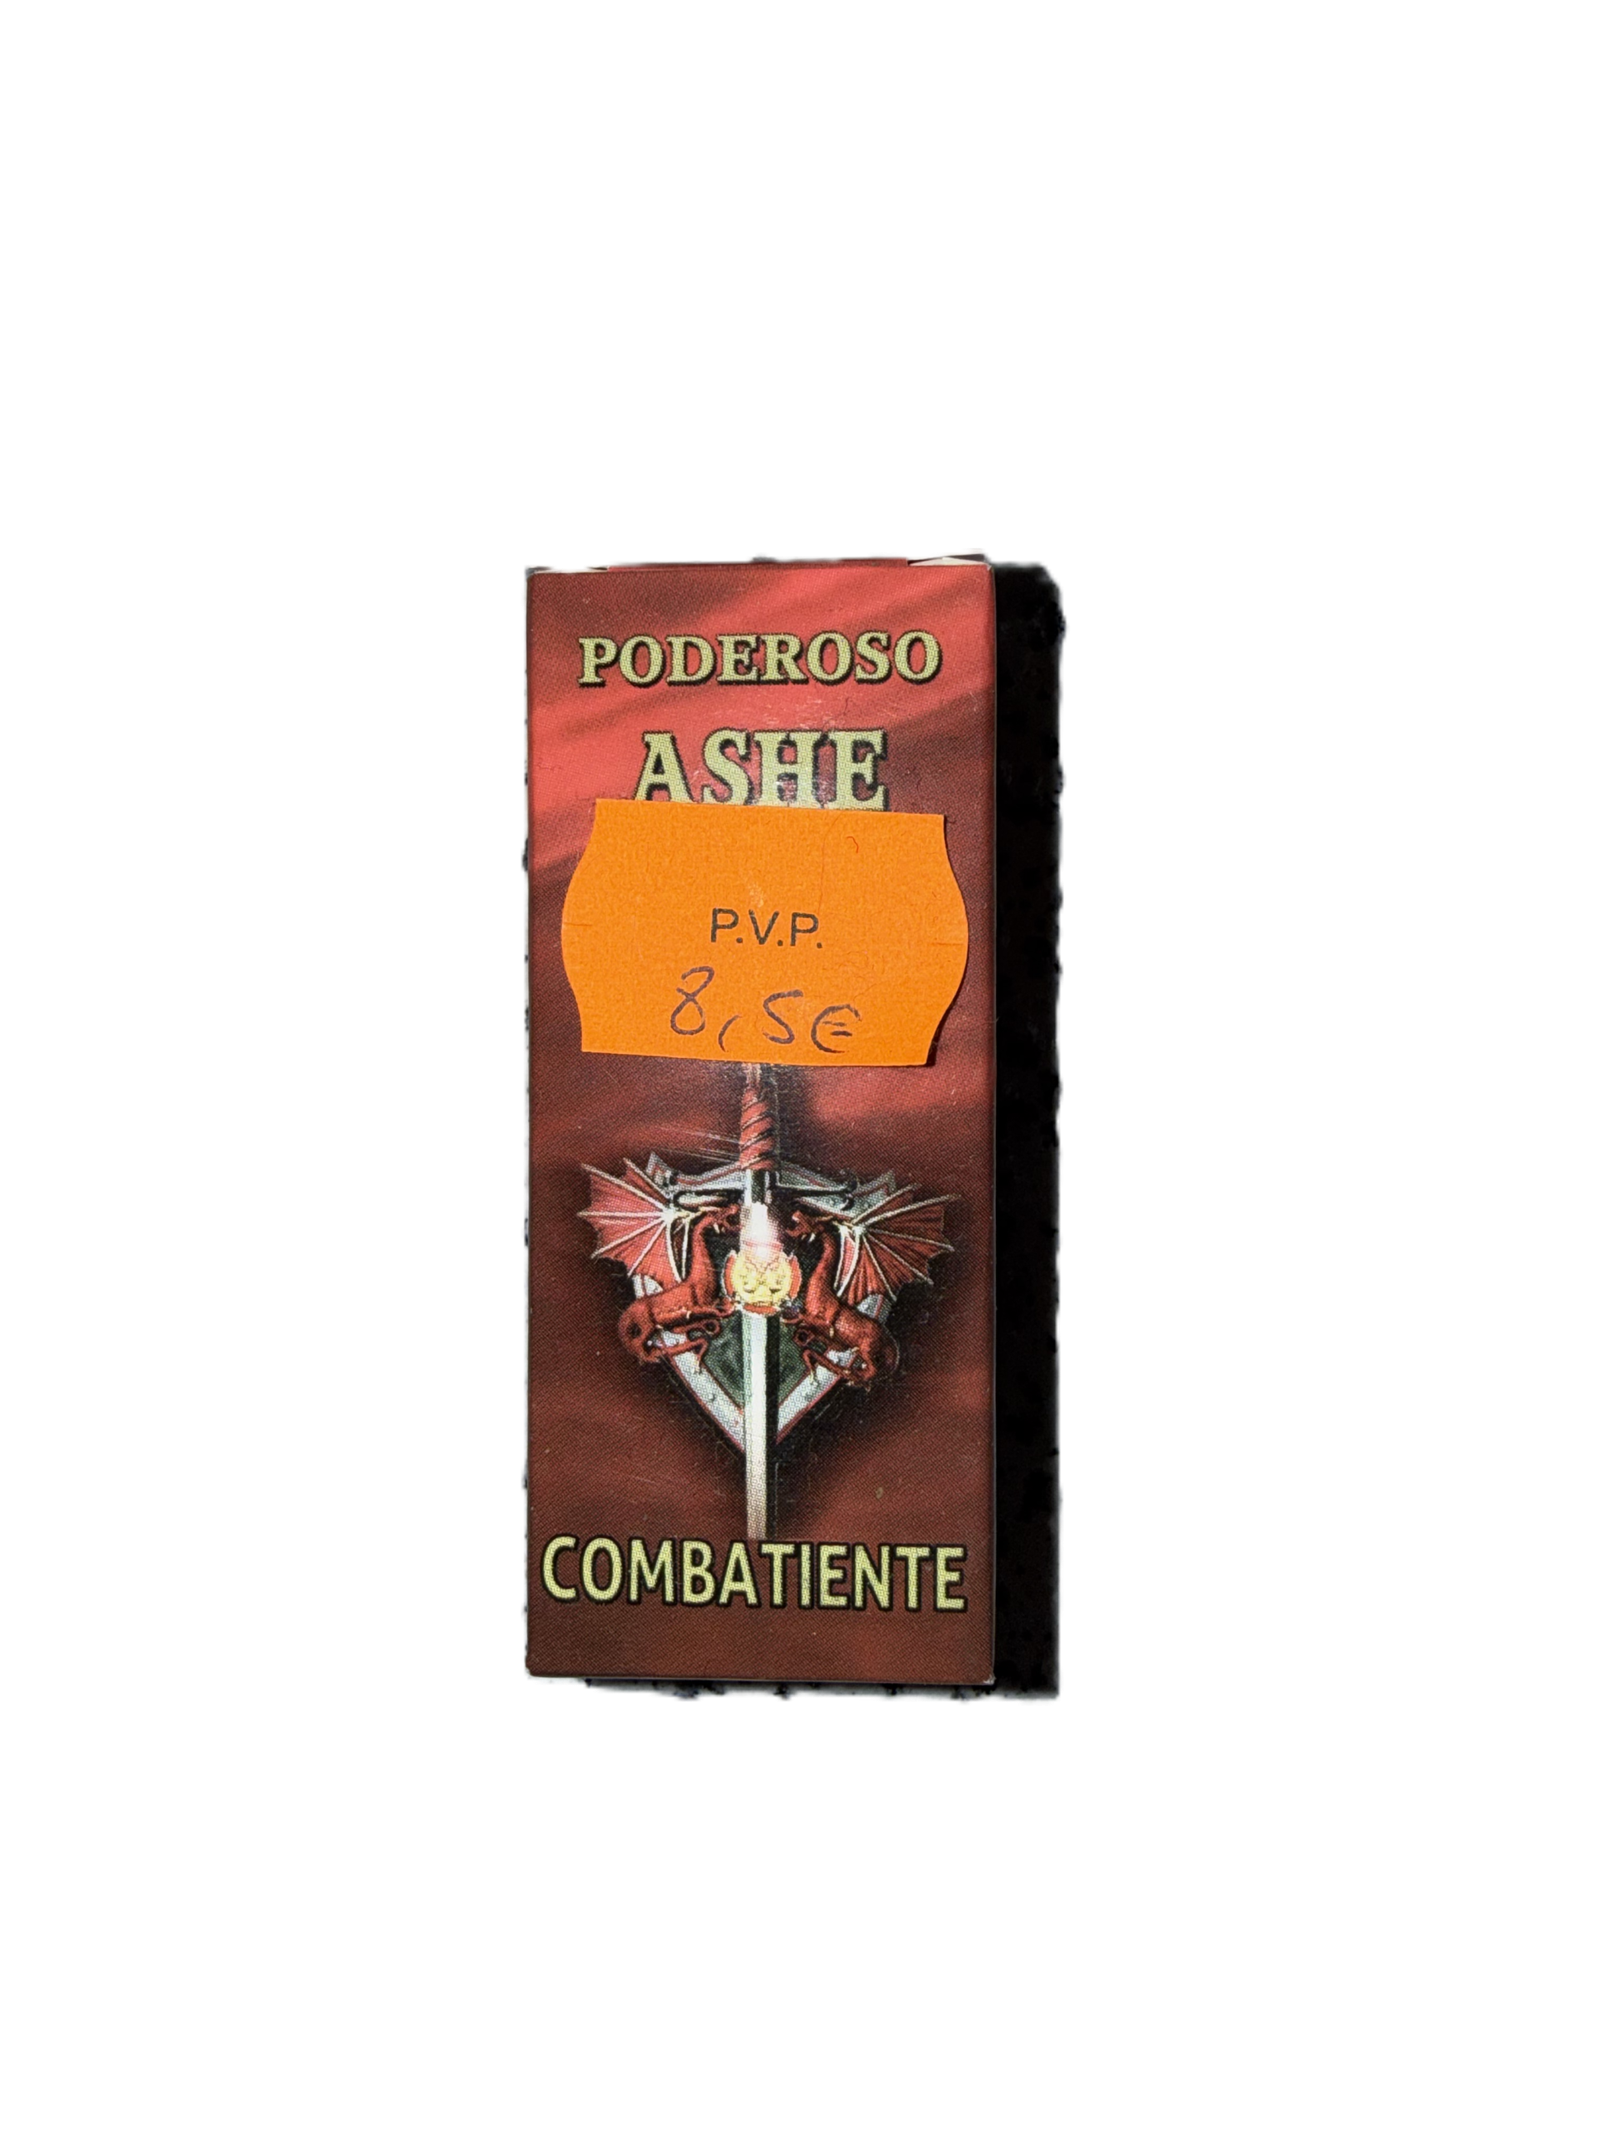 PODEROSO
ASHE
P.V.P.
8,5€
COMBATIENTE